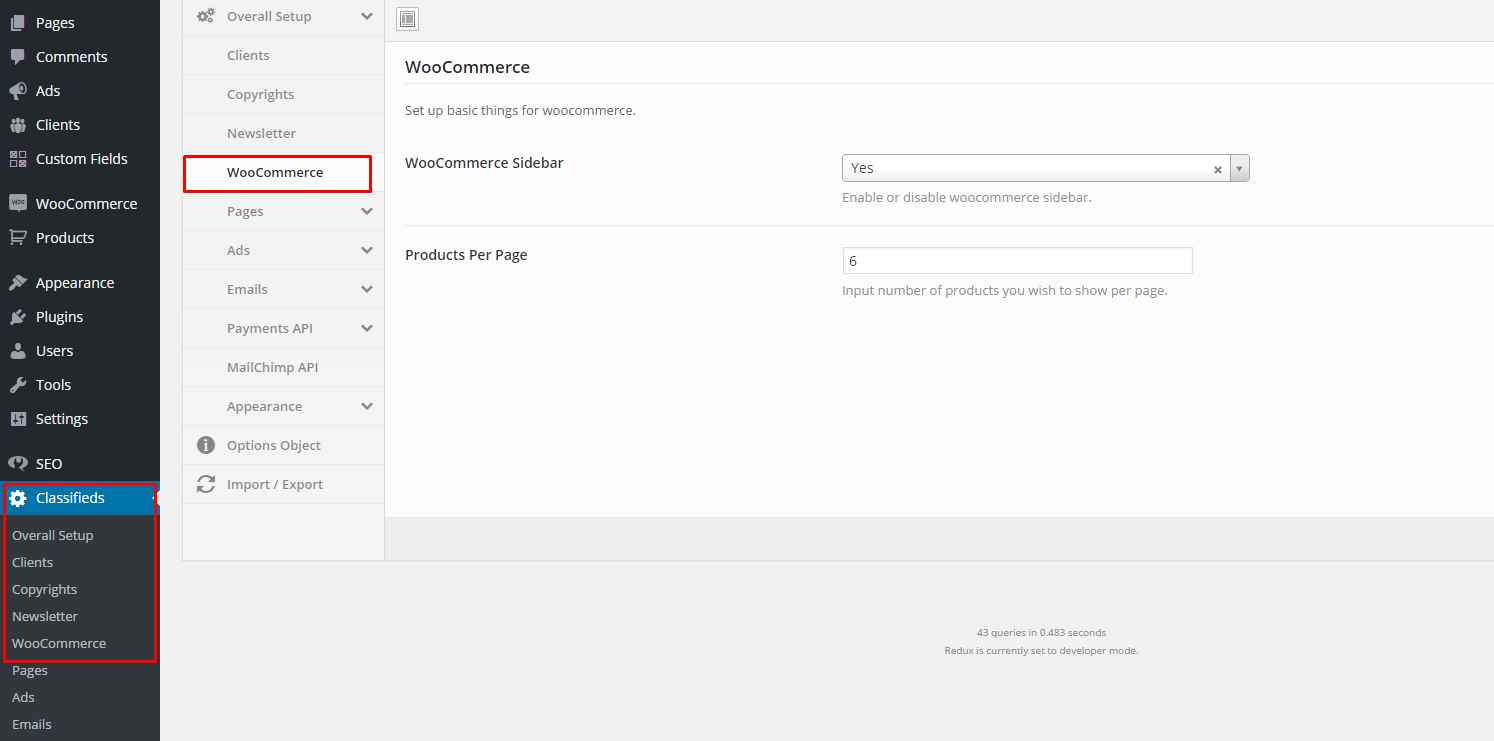 Pages
Comments
Ads
Clients
Custom Fields
woo WooCommerce
Products
Appearance
Plugins
Users
Tools
Settings
SEO
Classifieds
Overall Setup
Clients
Copyrights
Newsletter
WooCommerce
Pages
Ads
Emails
Overall Setup
Clients
Copyrights
Newsletter
WooCommerce
Pages
Ads
Emails
Payments API
MailChimp API
Appearance
Options Object
Import / Export
WooCommerce
Set up basic things for woocommerce.
WooCommerce Sidebar
Yes
Enable or disable woocommerce sidebar.
Products Per Page
6
Input number of products you wish to show per page.
43 queries in 0.483 seconds
Redux is currently set to developer mode.